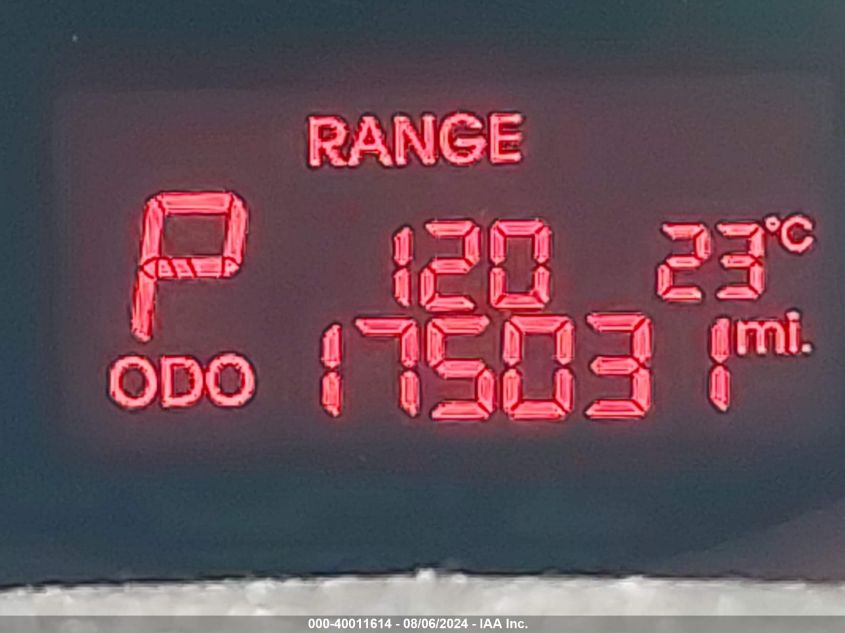 RANGE
P 120 23°C
ODO 175031 mi.
000-40011614 - 08/06/2024 - IAA Inc.